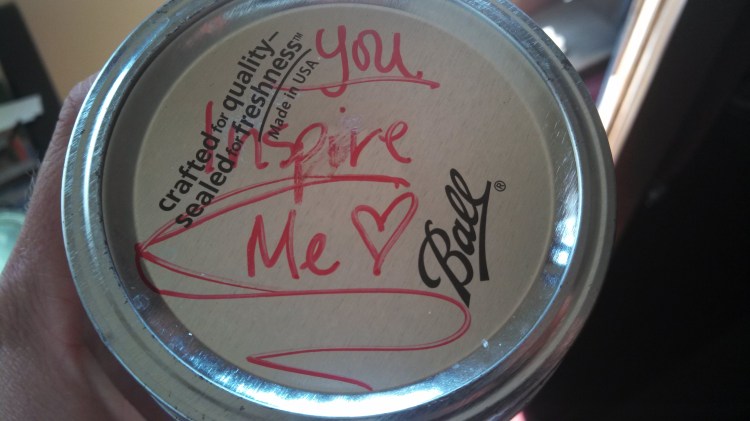 crafted for quality–
sealed for freshness™
Made in USA
You
Inspire
Me
Ball®